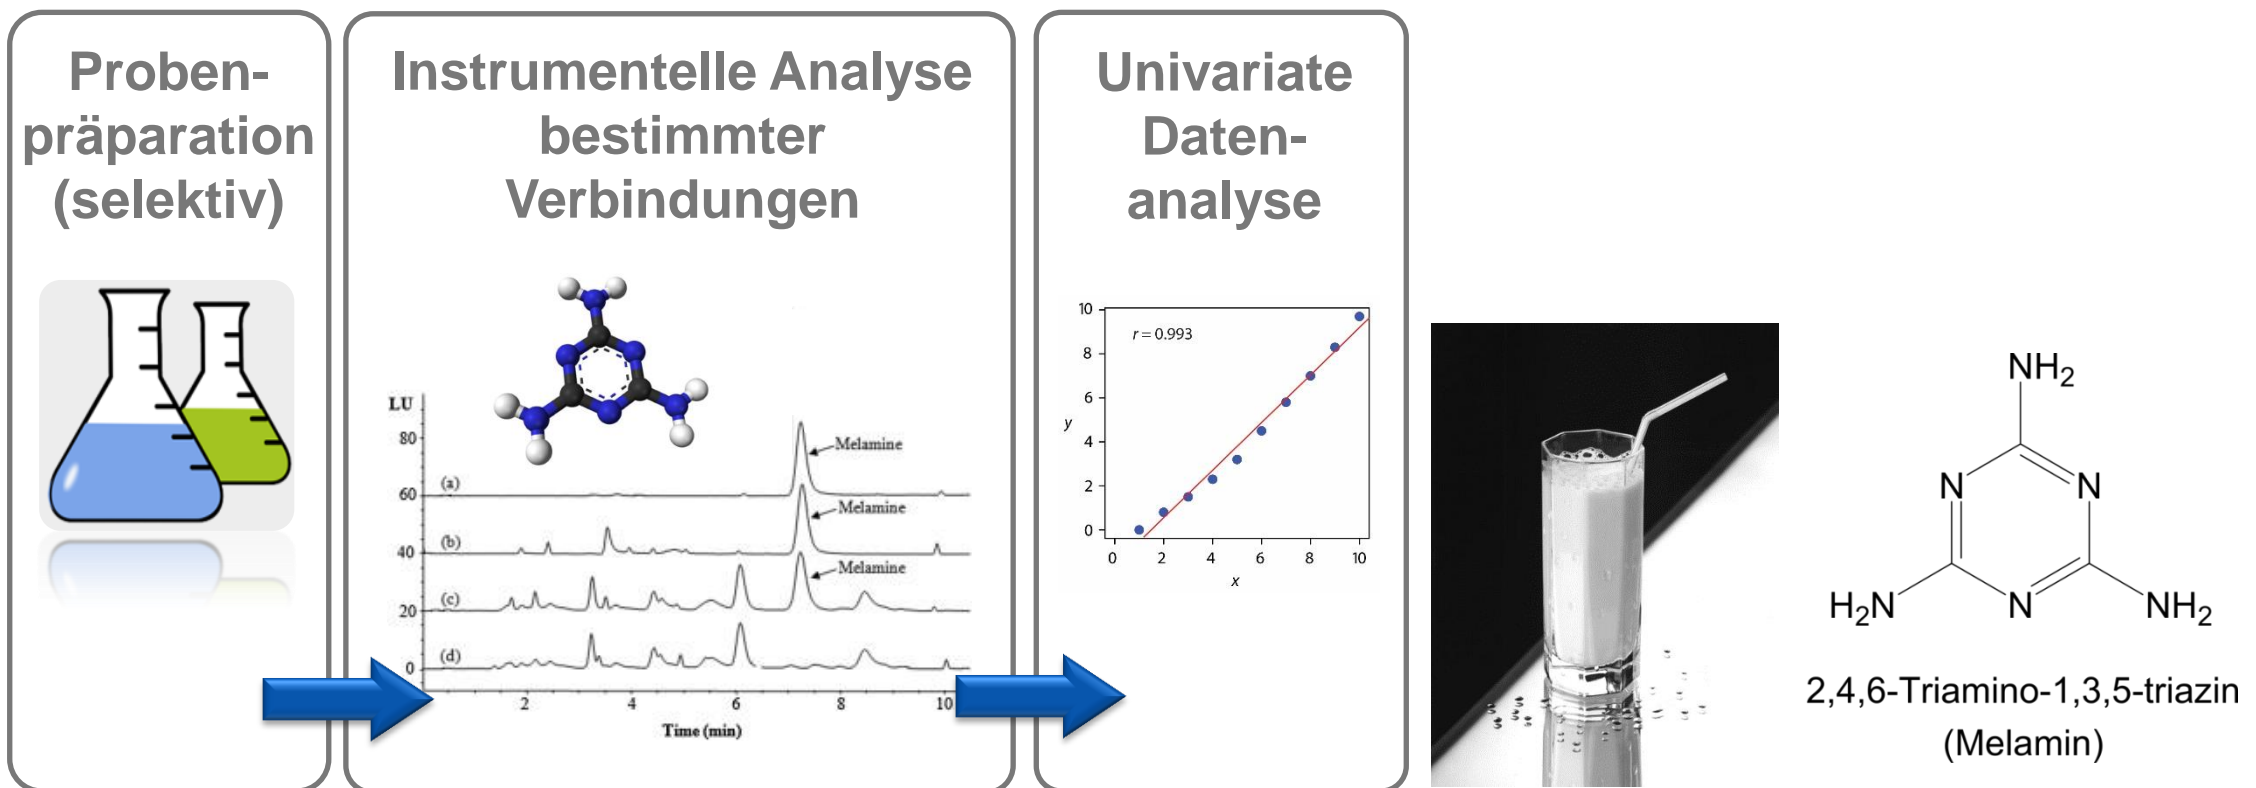 Proben-
präparation
(selektiv)
Instrumentelle Analyse
bestimmter
Verbindungen
LU
80
60
40
20
0
(a)
(b)
(c)
(d)
Melamine
Melamine
Melamine
2 4 6 8 10
Time (min)
Univariate
Daten-
analyse
r = 0.993
10
8
6
4
2
0
y
0 2 4 6 8 10
x
NH2
N N
H2N N NH2
2,4,6-Triamino-1,3,5-triazin
(Melamin)